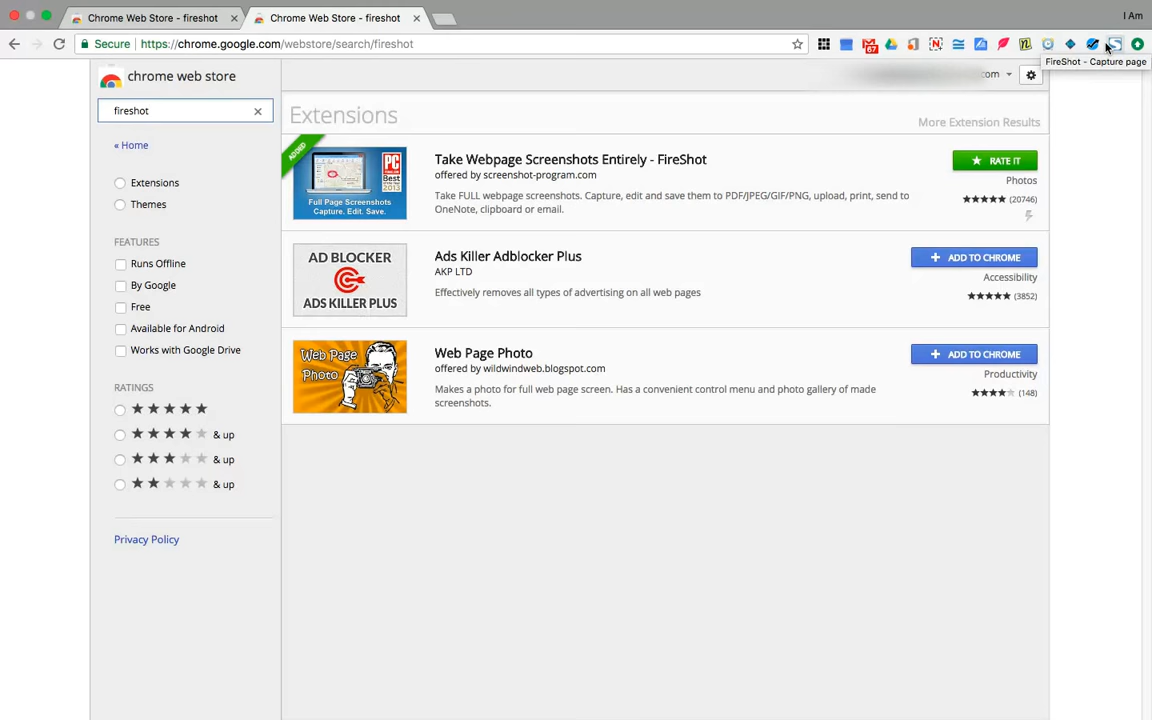 I Am
Chrome Web Store - fireshot
Chrome Web Store - fireshot
Secure
https://chrome.google.com/webstore/search/fireshot
67
FireShot - Capture page
chrome web store
com
fireshot
Extensions
More Extension Results
« Home
Extensions
Themes
FEATURES
Runs Offline
By Google
Free
Available for Android
Works with Google Drive
RATINGS
& up
& up
& up
Privacy Policy
ADDED
PC
Best
2013
Full Page Screenshots
Capture. Edit. Save.
Take Webpage Screenshots Entirely - FireShot
offered by screenshot-program.com
Take FULL webpage screenshots. Capture, edit and save them to PDF/JPEG/GIF/PNG, upload, print, send to
OneNote, clipboard or email.
RATE IT
Photos
(20746)
AD BLOCKER
ADS KILLER PLUS
Ads Killer Adblocker Plus
AKP LTD
Effectively removes all types of advertising on all web pages
ADD TO CHROME
Accessibility
(3852)
Web Page
Photo
Web Page Photo
offered by wildwindweb.blogspot.com
Makes a photo for full web page screen. Has a convenient control menu and photo gallery of made
screenshots.
ADD TO CHROME
Productivity
(148)